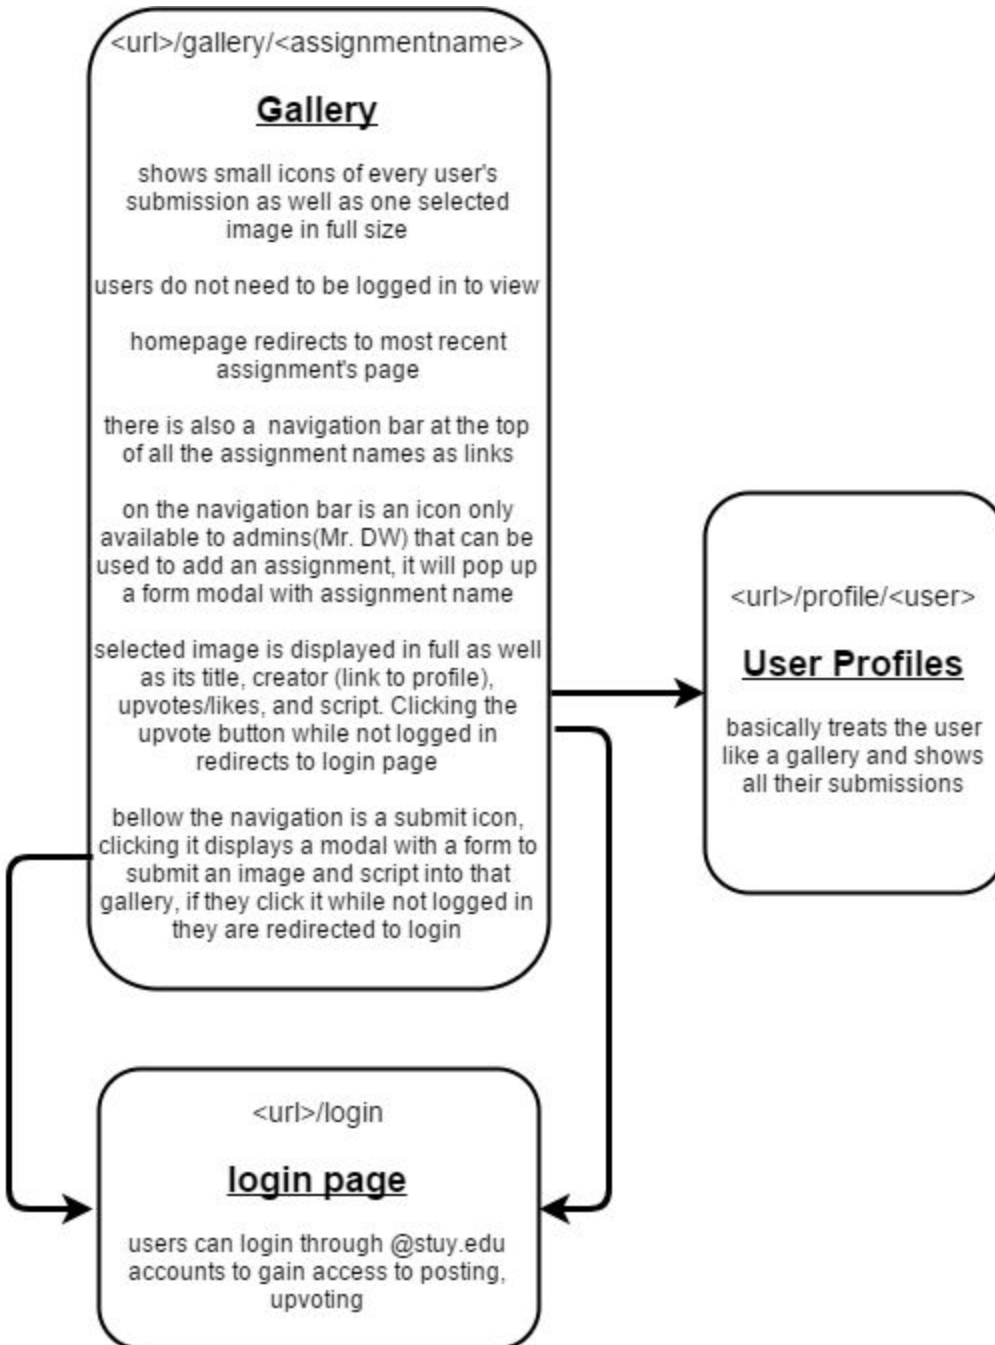 <url>/gallery/<assignmentname>
Gallery
shows small icons of every user's
submission as well as one selected
image in full size
users do not need to be logged in to view
homepage redirects to most recent
assignment's page
there is also a navigation bar at the top
of all the assignment names as links
on the navigation bar is an icon only
available to admins(Mr. DW) that can be
used to add an assignment, it will pop up
a form modal with assignment name
selected image is displayed in full as well
as its title, creator (link to profile),
upvotes/likes, and script. Clicking the
upvote button while not logged in
redirects to login page
bellow the navigation is a submit icon,
clicking it displays a modal with a form to
submit an image and script into that
gallery, if they click it while not logged in
they are redirected to login
<url>/profile/<user>
User Profiles
basically treats the user
like a gallery and shows
all their submissions
<url>/login
login page
users can login through @stuy.edu
accounts to gain access to posting,
upvoting